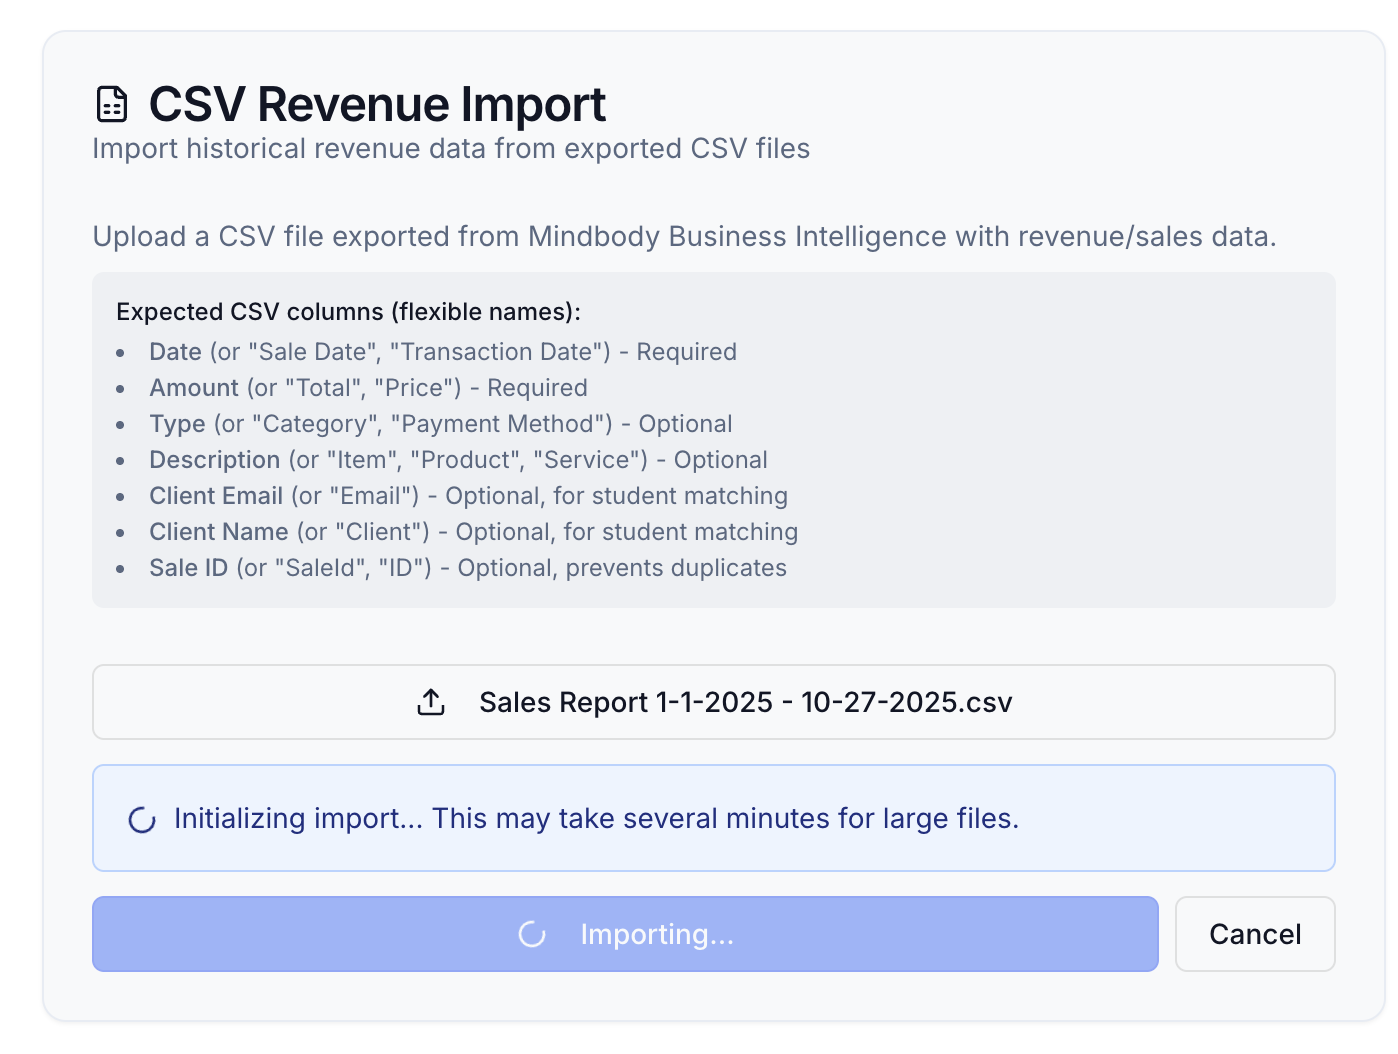 CSV Revenue Import
Import historical revenue data from exported CSV files
Upload a CSV file exported from Mindbody Business Intelligence with revenue/sales data.
Expected CSV columns (flexible names):
• Date (or "Sale Date", "Transaction Date") - Required
• Amount (or "Total", "Price") - Required
• Type (or "Category", "Payment Method") - Optional
• Description (or "Item", "Product", "Service") - Optional
• Client Email (or "Email") - Optional, for student matching
• Client Name (or "Client") - Optional, for student matching
• Sale ID (or "SaleId", "ID") - Optional, prevents duplicates
Sales Report 1-1-2025 - 10-27-2025.csv
Initializing import... This may take several minutes for large files.
Importing...
Cancel